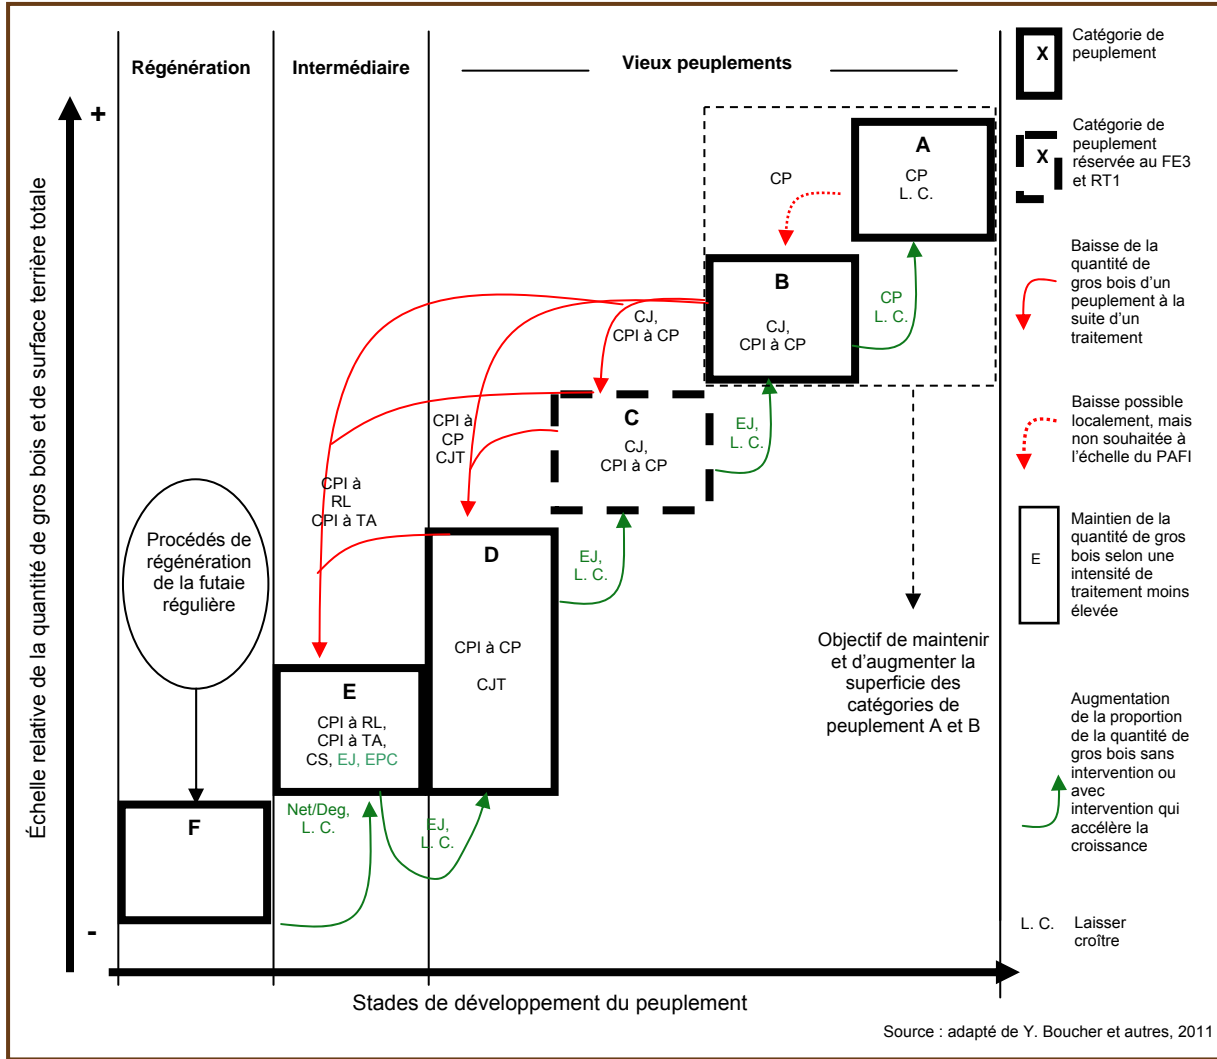 Régénération
Intermédiaire
Vieux peuplements
Échelle relative de la quantité de gros bois et de surface terrière totale
+
-
A
CP
L. C.
CP
B
CJ,
CPI à CP
CP
L. C.
CJ,
CPI à CP
C
CJ,
CPI à CP
EJ,
L. C.
CPI à
CP
CJT
CPI à
RL
CPI à TA
D
CPI à CP
CJT
EJ,
L. C.
Procédés de
régénération
de la futaie
régulière
E
CPI à RL,
CPI à TA,
CS, EJ, EPC
Net/Deg,
L. C.
EJ,
L. C.
F
Objectif de maintenir
et d’augmenter la
superficie des
catégories de
peuplement A et B
Stades de développement du peuplement
X
Catégorie de
peuplement
X
Catégorie de
peuplement
réservée au FE3
et RT1
Baisse de la
quantité de
gros bois d’un
peuplement à la
suite d’un
traitement
Baisse possible
localement, mais
non souhaitée à
l’échelle du PAFI
E
Maintien de la
quantité de gros
bois selon une
intensité de
traitement moins
élevée
Augmentation
de la proportion
de la quantité de
gros bois sans
intervention ou
avec
intervention qui
accélère la
croissance
L. C.
Laisser
croître
Source : adapté de Y. Boucher et autres, 2011